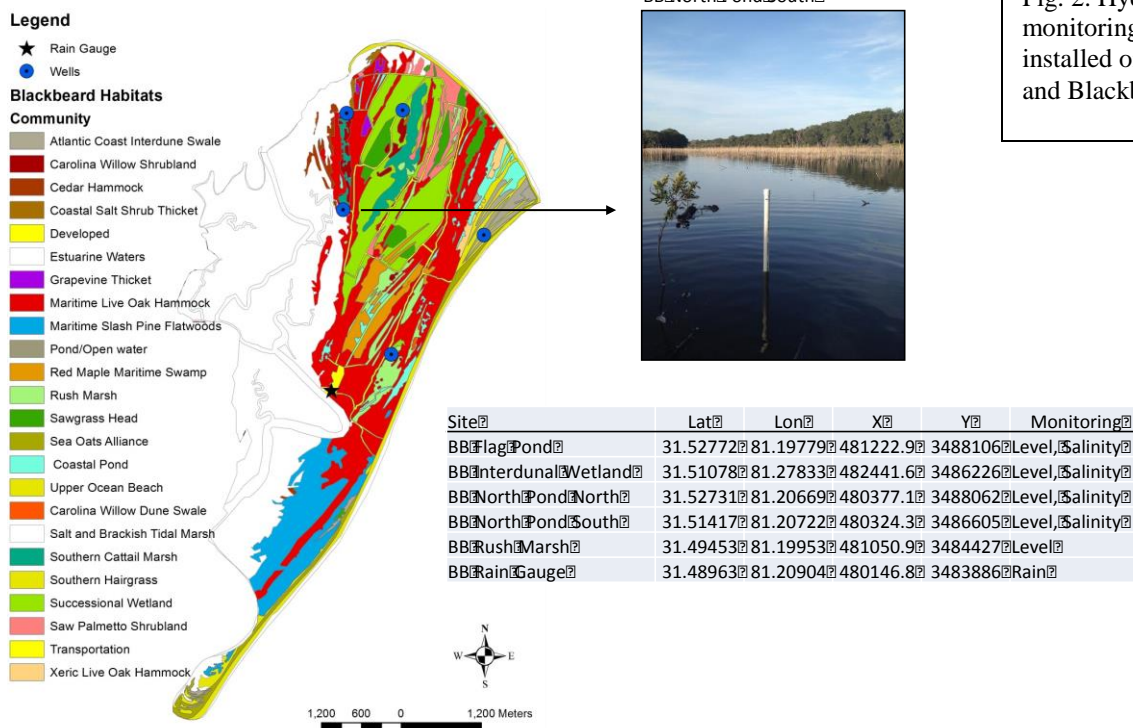 Legend
Rain Gauge
Wells
Blackbeard Habitats
Community
Atlantic Coast Interdune Swale
Carolina Willow Shrubland
Cedar Hammock
Coastal Salt Shrub Thicket
Developed
Estuarine Waters
Grapevine Thicket
Maritime Live Oak Hammock
Maritime Slash Pine Flatwoods
Pond/Open water
Red Maple Maritime Swamp
Rush Marsh
Sawgrass Head
Sea Oats Alliance
Coastal Pond
Upper Ocean Beach
Carolina Willow Dune Swale
Salt and Brackish Tidal Marsh
Southern Cattail Marsh
Southern Hairgrass
Successional Wetland
Saw Palmetto Shrubland
Transportation
Xeric Live Oak Hammock
N
W E
S
1,200 600 0 1,200 Meters
monitoring
installed o
and Blackb
Site Lat Lon X Y Monitoring
BB Flag Pond 31.52772 81.19779 481222.9 3488106 Level, Salinity
BB Interdunal Wetland 31.51078 81.27833 482441.6 3486226 Level, Salinity
BB North Pond North 31.52731 81.20669 480377.1 3488062 Level, Salinity
BB North Pond South 31.51417 81.20722 480324.3 3486605 Level, Salinity
BB Rush Marsh 31.49453 81.19953 481050.9 3484427 Level
BB Rain Gauge 31.48963 81.20904 480146.8 3483886 Rain